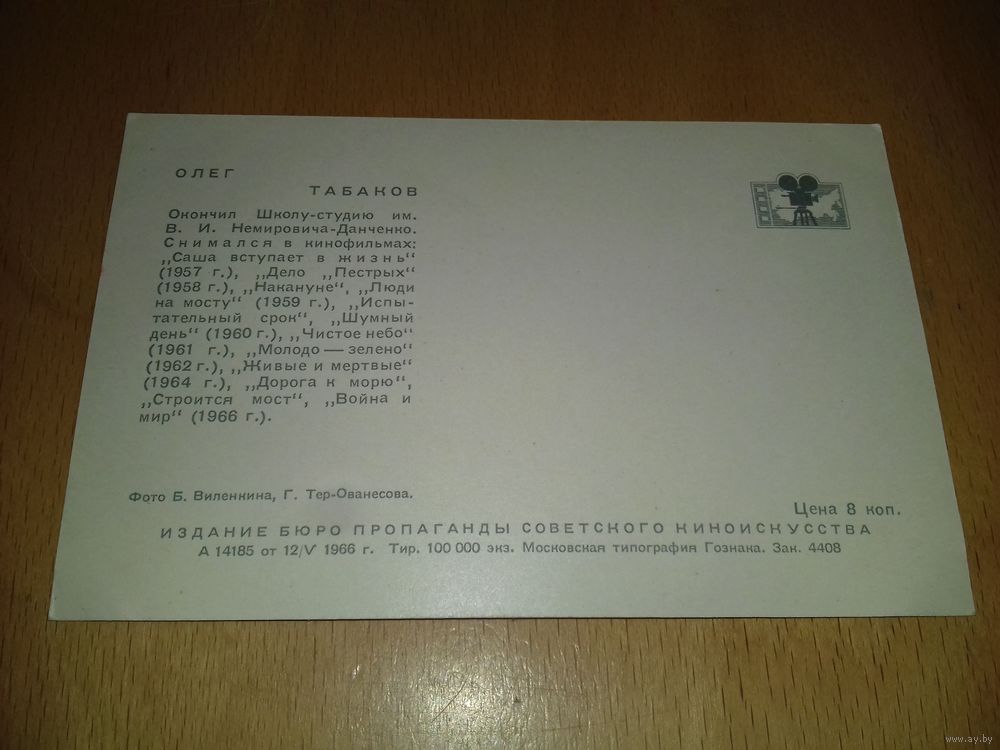 ОЛЕГ
ТАБАКОВ
Окончил Школу-студию им.
В. И. Немировича-Данченко.
Снимался в кинофильмах:
„Саша вступает в жизнь“
(1957 г.), „Дело „Пестрых“
(1958 г.), „Накануне“, „Люди
на мосту“ (1959 г.), „Испы-
тательный срок“, „Шумный
день“ (1960 г.), „Чистое небо“
(1961 г.), „Молодо — зелено“
(1962 г.), „Живые и мертвые“
(1964 г.), „Дорога к морю“,
„Строится мост“, „Война и
мир“ (1966 г.).
Фото Б. Виленкина, Г. Тер-Ованесова.
Цена 8 коп.
ИЗДАНИЕ БЮРО ПРОПАГАНДЫ СОВЕТСКОГО КИНОИСКУССТВА
А 14185 от 12/V 1966 г. Тир. 100 000 экз. Московская типография Гознака. Зак. 4408
www.ay.by